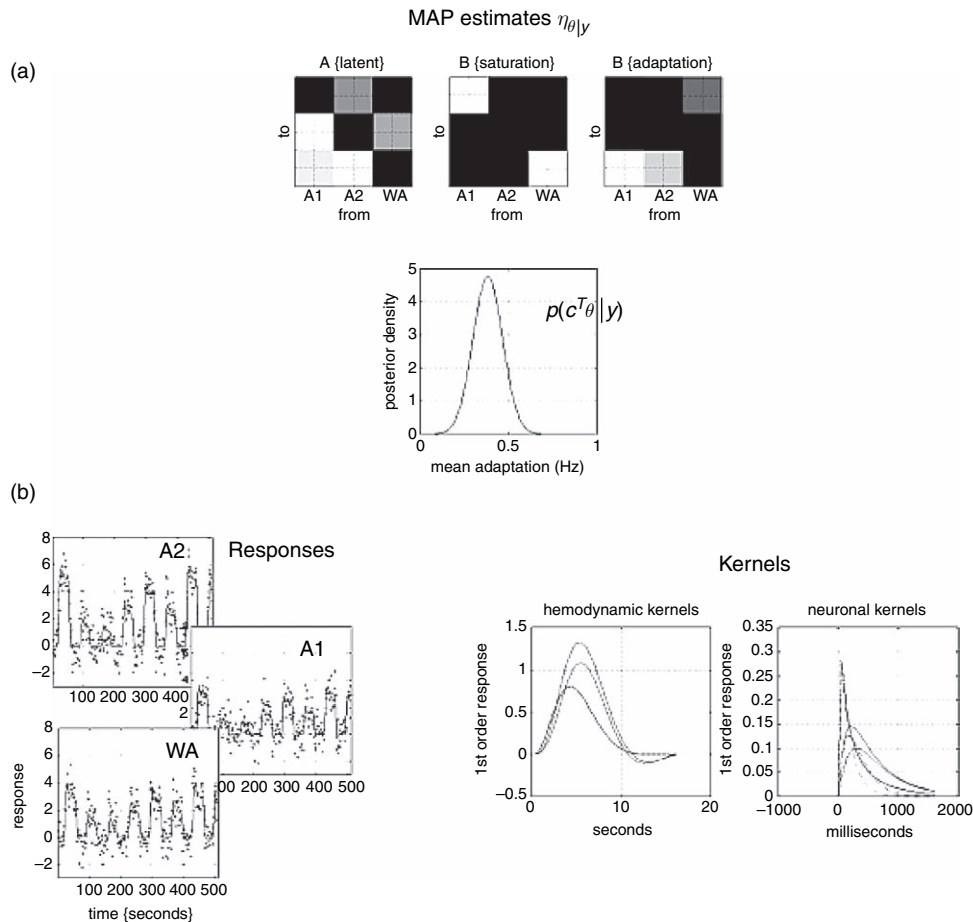 MAP estimates ηθ|y
(a)
A {latent}
B {saturation}
B {adaptation}
to
to
to
A1 A2 WA
from
A1 A2 WA
from
A1 A2 WA
from
5
4
3
2
1
0
posterior density
p(cᵀθ|y)
0 0.5 1
mean adaptation (Hz)
(b)
Responses
A2
8
6
4
2
0
−2
100 200 300 400
A1
2
100 200 300 400 500
WA
8
6
4
2
0
−2
response
100 200 300 400 500
time {seconds}
Kernels
hemodynamic kernels
1st order response
1.5
1
0.5
0
−0.5
0 10 20
seconds
neuronal kernels
1st order response
0.35
0.3
0.25
0.2
0.15
0.1
0.05
0
−1000 0 1000 2000
milliseconds